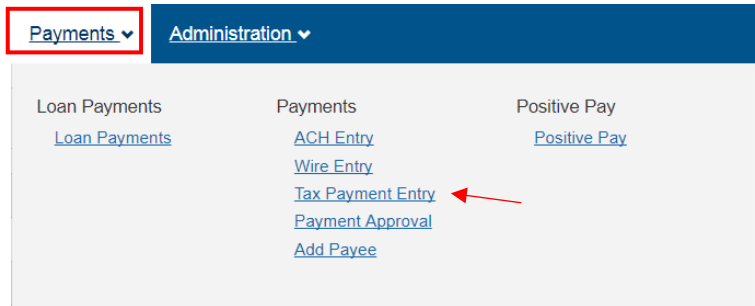 Payments Administration
Loan Payments Payments Positive Pay
Loan Payments ACH Entry Positive Pay
Wire Entry
Tax Payment Entry
Payment Approval
Add Payee